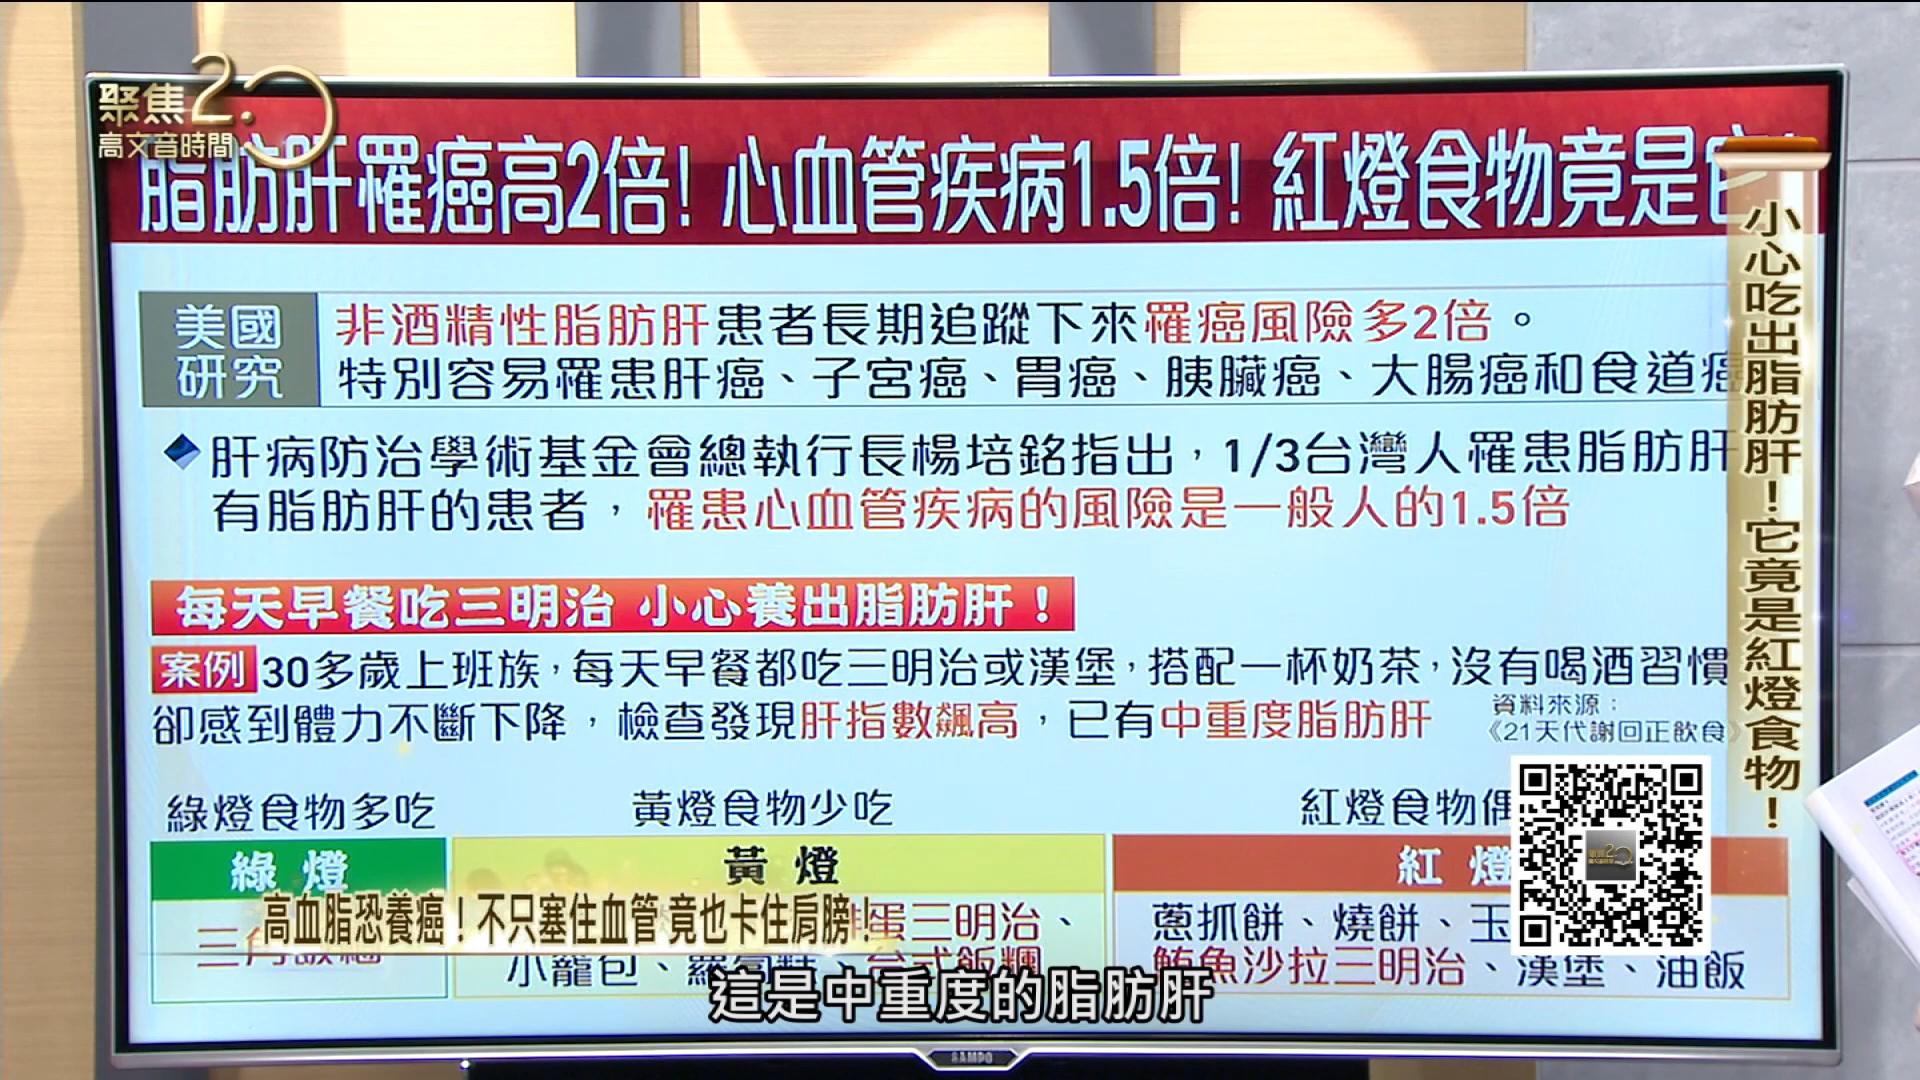 聚焦2.0
高文音時間
脂肪肝罹癌高2倍! 心血管疾病1.5倍! 紅燈食物竟是
小心吃出脂肪肝！它竟是紅燈食物！
美國研究
非酒精性脂肪肝患者長期追蹤下來罹癌風險多2倍。
特別容易罹患肝癌、子宮癌、胃癌、胰臟癌、大腸癌和食道癌
肝病防治學術基金會總執行長楊培銘指出，1/3台灣人罹患脂肪肝
有脂肪肝的患者，罹患心血管疾病的風險是一般人的1.5倍
每天早餐吃三明治 小心養出脂肪肝！
案例 30多歲上班族，每天早餐都吃三明治或漢堡，搭配一杯奶茶，沒有喝酒習慣
卻感到體力不斷下降，檢查發現肝指數飆高，已有中重度脂肪肝
資料來源：
《21天代謝回正飲食》
綠燈食物多吃 黃燈食物少吃 紅燈食物偶
綠燈 黃燈 紅燈
蛋三明治、
小籠包、
蔥抓餅、燒餅、玉
鮪魚沙拉三明治、漢堡、油飯
高血脂恐養癌！不只塞住血管 竟也卡住肩膀！
這是中重度的脂肪肝
SAMPO